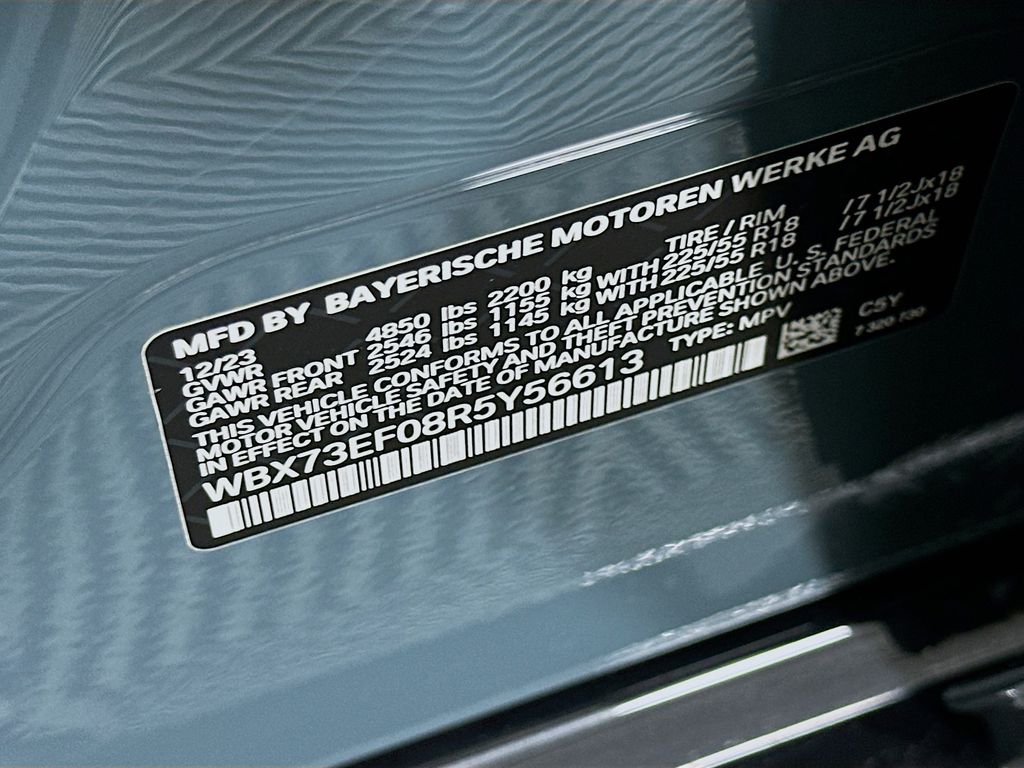 MFD BY BAYERISCHE MOTOREN WERKE AG
12/23 TIRE / RIM
GVWR 4850 lbs 2200 kg
GAWR FRONT 2546 lbs 1155 kg WITH 225/55 R18 /7 1/2Jx18
GAWR REAR 2524 lbs 1145 kg WITH 225/55 R18 /7 1/2Jx18
THIS VEHICLE CONFORMS TO ALL APPLICABLE U. S. FEDERAL
MOTOR VEHICLE SAFETY AND THEFT PREVENTION STANDARDS
IN EFFECT ON THE DATE OF MANUFACTURE SHOWN ABOVE.
WBX73EF08R5Y56613 TYPE: MPV
C5Y
7 320 730